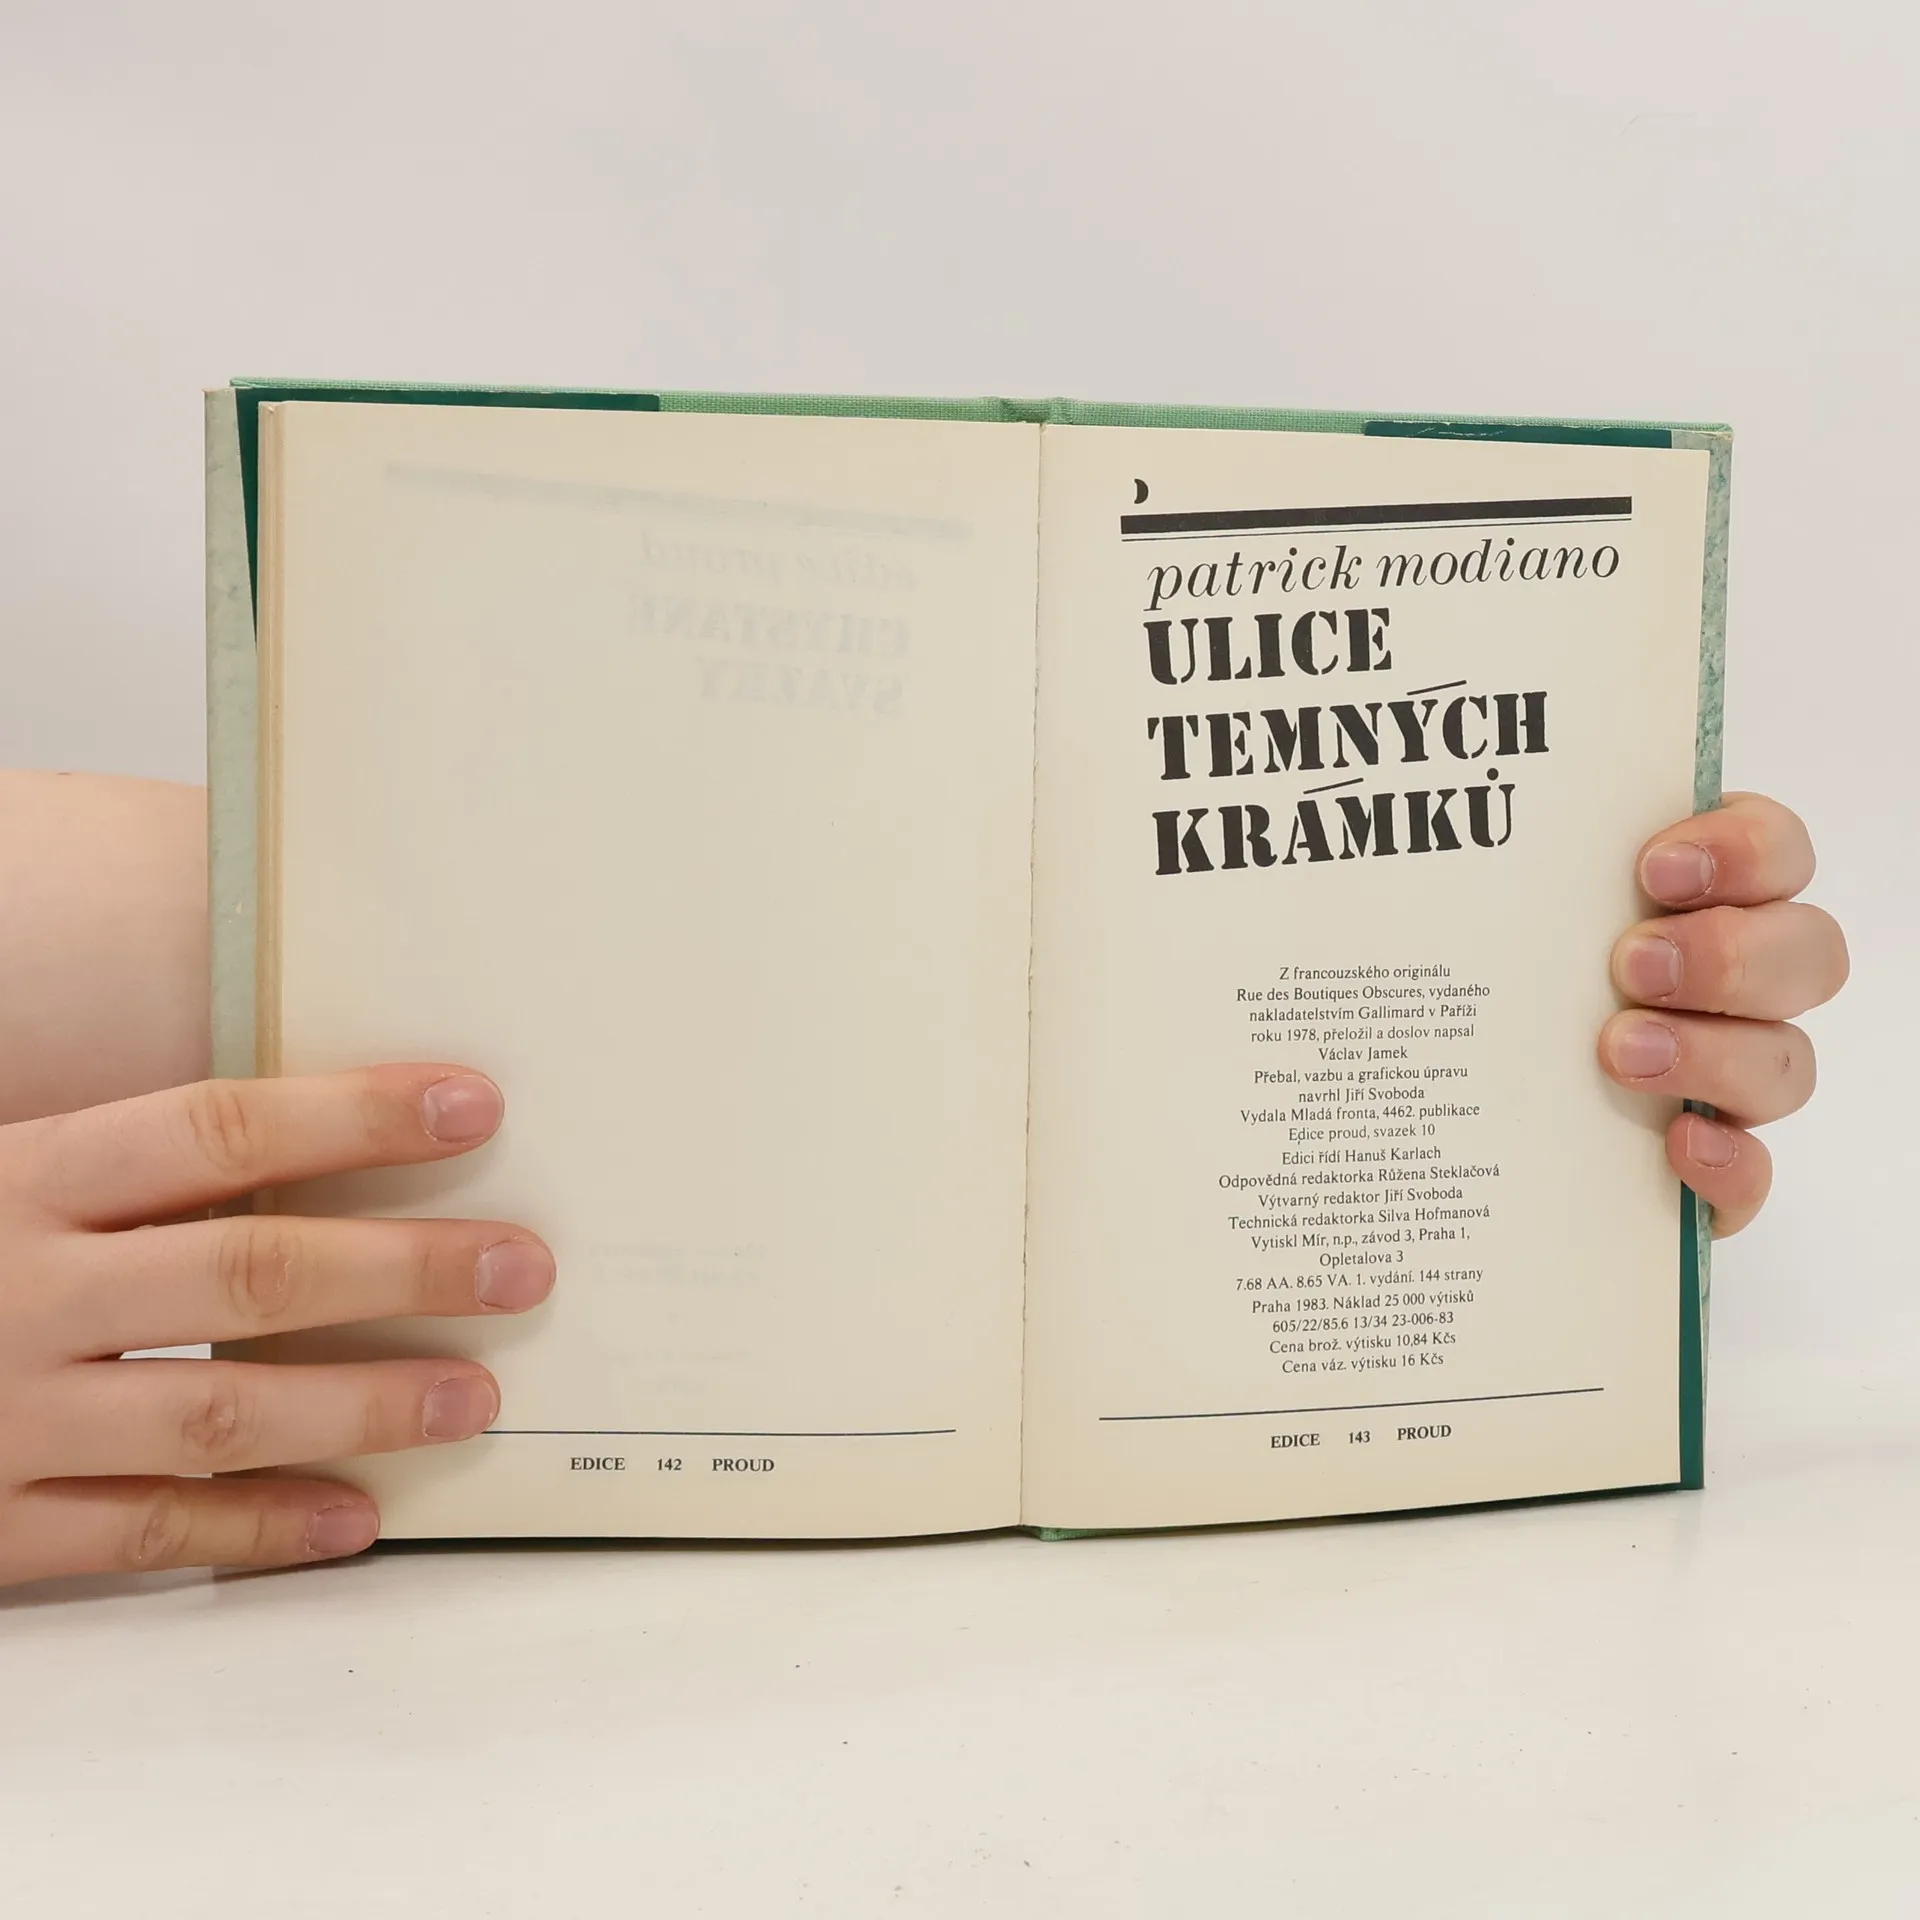 EDICE 142 PROUD
patrick modiano
ULICE
TEMNÝCH
KRÁMKŮ
Z francouzského originálu
Rue des Boutiques Obscures, vydaného
nakladatelstvím Gallimard v Paříži
roku 1978, přeložil a doslov napsal
Václav Jamek
Přebal, vazbu a grafickou úpravu
navrhl Jiří Svoboda
Vydala Mladá fronta, 4462. publikace
Edice proud, svazek 10
Edici řídí Hanuš Karlach
Odpovědná redaktorka Růžena Steklačová
Výtvarný redaktor Jiří Svoboda
Technická redaktorka Silva Hofmanová
Vytiskl Mír, n.p., závod 3, Praha 1,
Opletalova 3
7.68 AA. 8.65 VA. 1. vydání. 144 strany
Praha 1983. Náklad 25 000 výtisků
605/22/85.6 13/34 23-006-83
Cena brož. výtisku 10,84 Kčs
Cena váz. výtisku 16 Kčs
EDICE 143 PROUD